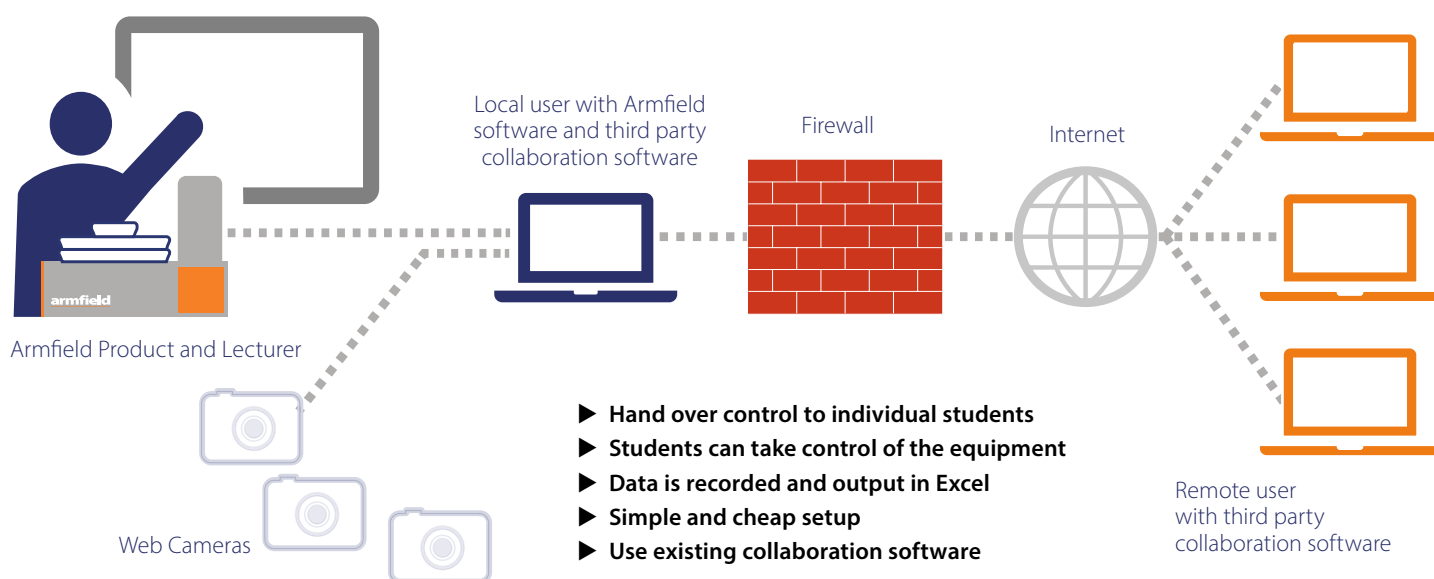 Local user with Armfield
software and third party
collaboration software
Firewall
Internet
armfield
Armfield Product and Lecturer
Web Cameras
▶ Hand over control to individual students
▶ Students can take control of the equipment
▶ Data is recorded and output in Excel
▶ Simple and cheap setup
▶ Use existing collaboration software
Remote user
with third party
collaboration software